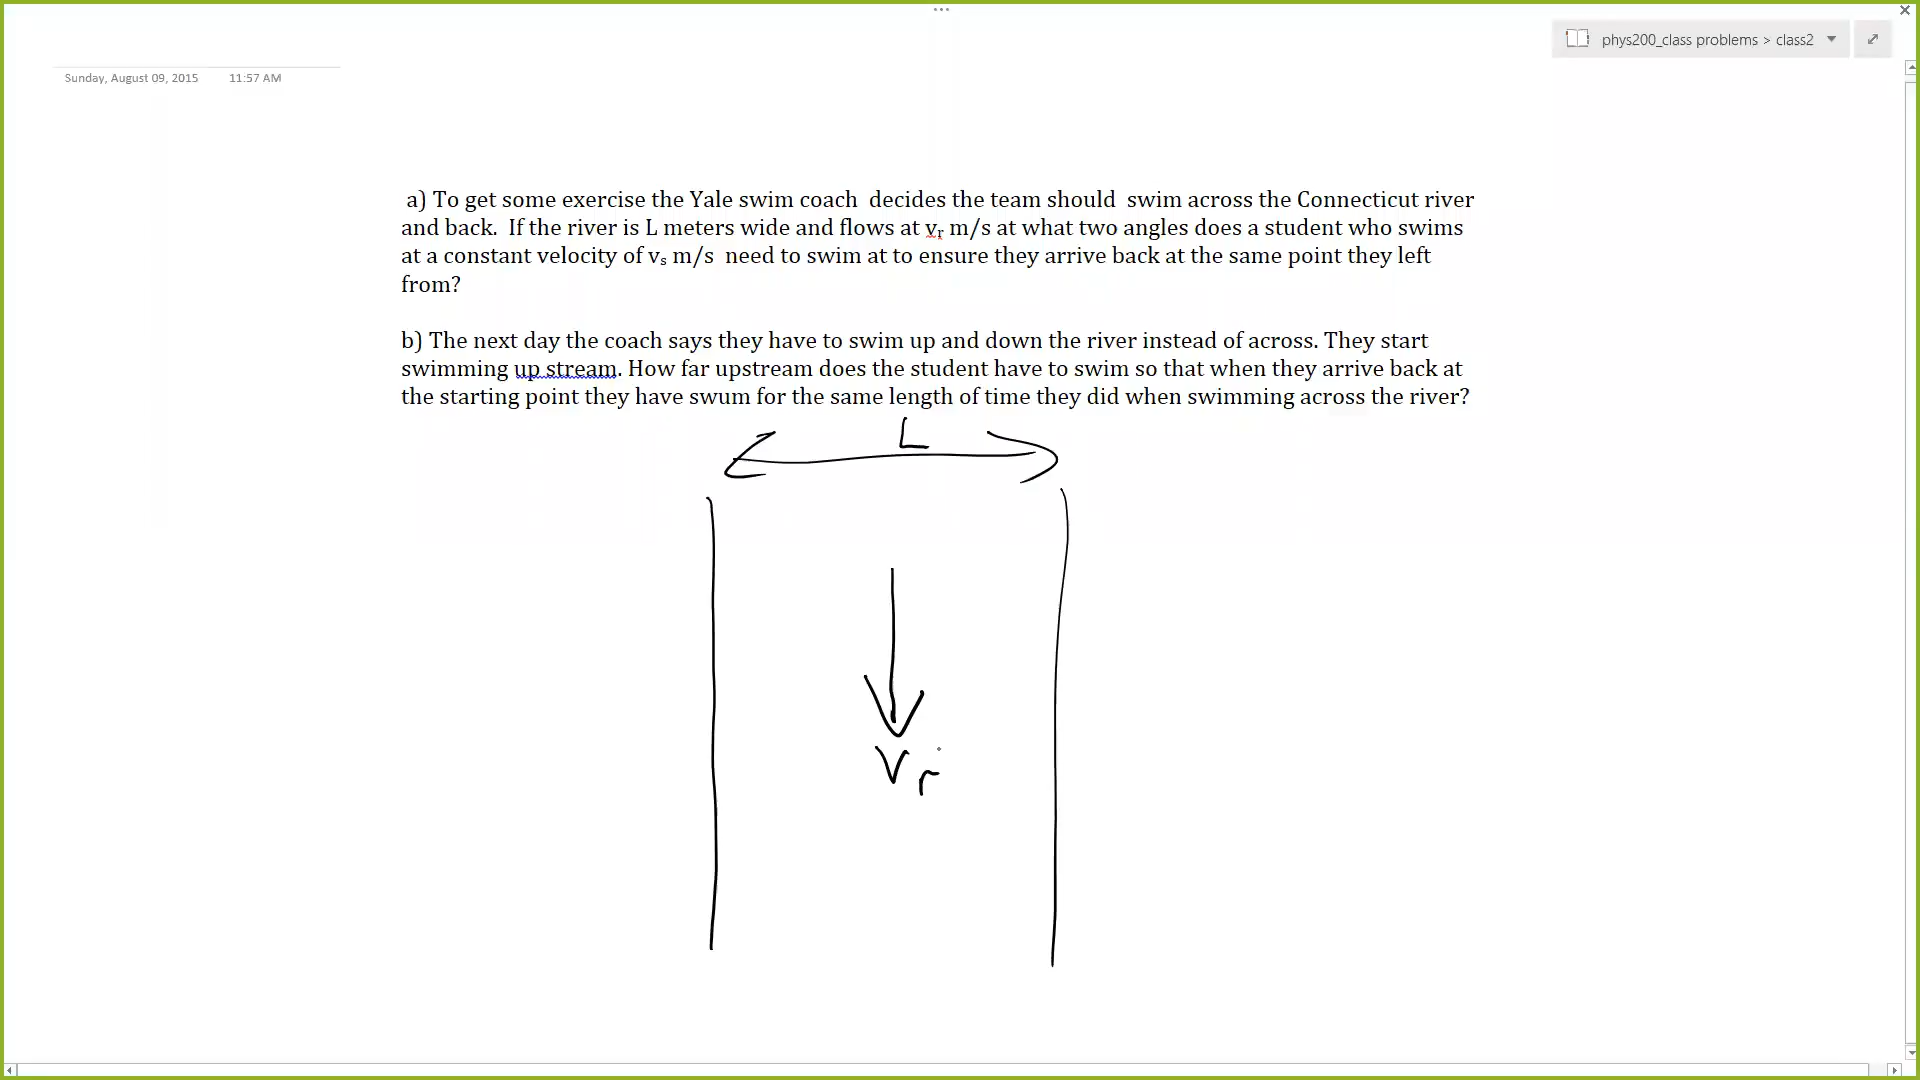 phys200_class problems > class2
Sunday, August 09, 2015 11:57 AM
a) To get some exercise the Yale swim coach decides the team should swim across the Connecticut river
and back. If the river is L meters wide and flows at vr m/s at what two angles does a student who swims
at a constant velocity of vs m/s need to swim at to ensure they arrive back at the same point they left
from?
b) The next day the coach says they have to swim up and down the river instead of across. They start
swimming up stream. How far upstream does the student have to swim so that when they arrive back at
the starting point they have swum for the same length of time they did when swimming across the river?
L
Vr